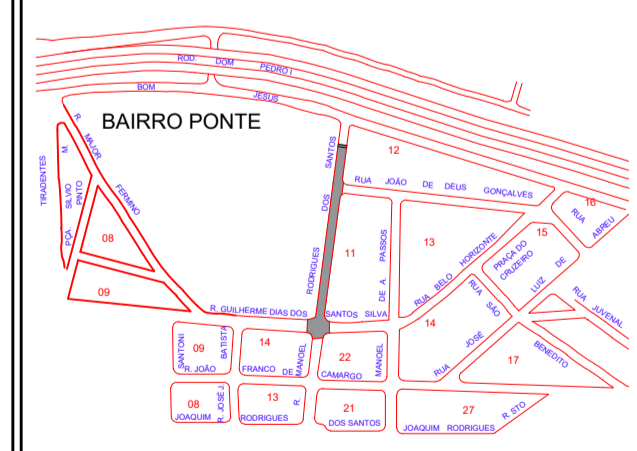 ROD. DOM PEDRO I
BOM JESUS
BAIRRO PONTE
R. MAJOR FERMINO
TIRADENTES
PÇA. SILVIO PINTO
M.
08
09
RODRIGUES DOS SANTOS
12
RUA JOÃO DE DEUS GONÇALVES
16
RUA ABREU
11
DE A. PASSOS
13
RUA BELO HORIZONTE
15
PRAÇA DO CRUZEIRO
LUIZ DE
RUA JUVENAL
R. GUILHERME DIAS DOS SANTOS SILVA
RUA SÃO JOSÉ
RUA
14
BENEDITO
17
R. STO
SANTONI
09
BATISTA
R. JOÃO
14
FRANCO DE
MANOEL
22
CAMARGO
MANOEL
08
JOAQUIM
R. JOSÉ J.
13
RODRIGUES
R.
21
DOS SANTOS
27
JOAQUIM RODRIGUES